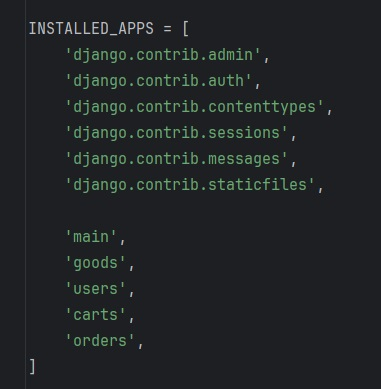 INSTALLED_APPS = [
    'django.contrib.admin',
    'django.contrib.auth',
    'django.contrib.contenttypes',
    'django.contrib.sessions',
    'django.contrib.messages',
    'django.contrib.staticfiles',

    'main',
    'goods',
    'users',
    'carts',
    'orders',
]